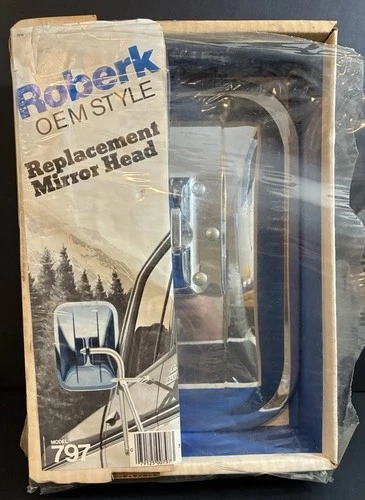 Roberk
OEM STYLE
Replacement
Mirror Head
MODEL
797